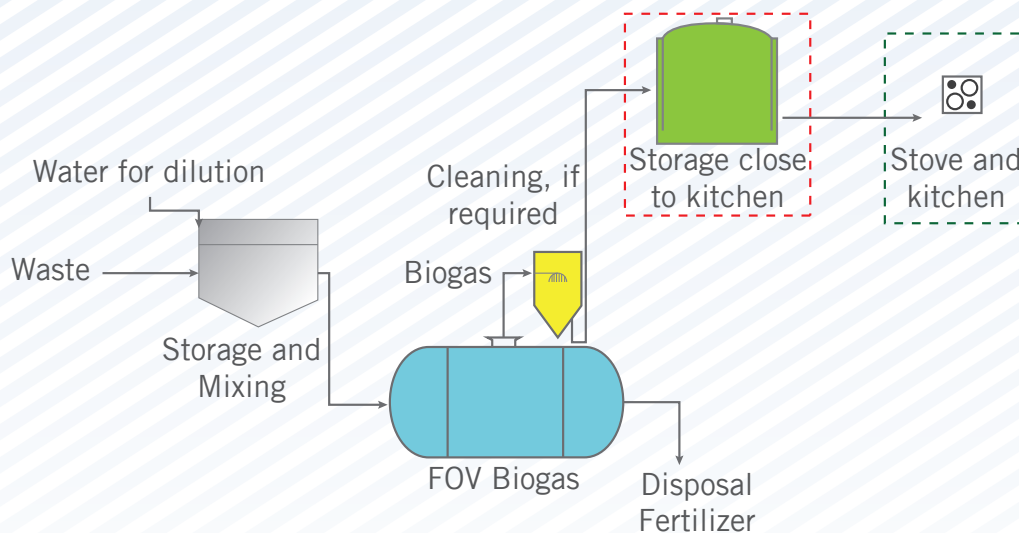 Water for dilution
Waste
Storage and
Mixing
Biogas
Cleaning, if
required
Storage close
to kitchen
Stove and
kitchen
FOV Biogas
Disposal
Fertilizer